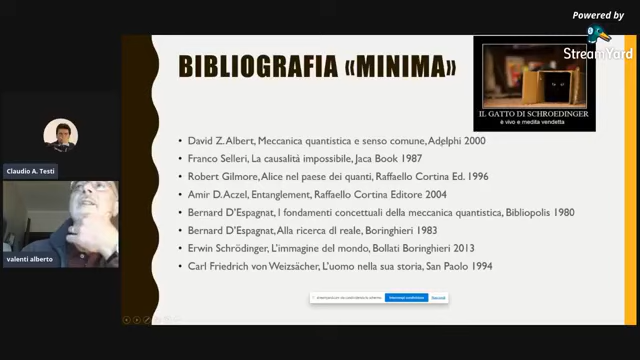 Powered by
StreamYard
BIBLIOGRAFIA «MINIMA»
IL GATTO DI SCHROEDINGER
è vivo e medita vendetta
• David Z. Albert, Meccanica quantistica e senso comune, Adelphi 2000
• Franco Selleri, La causalità impossibile, Jaca Book 1987
• Robert Gilmore, Alice nel paese dei quanti, Raffaello Cortina Ed. 1996
• Amir D. Aczel, Entanglement, Raffaello Cortina Editore 2004
• Bernard D'Espagnat, I fondamenti concettuali della meccanica quantistica, Bibliopolis 1980
• Bernard D'Espagnat, Alla ricerca dl reale, Boringhieri 1983
• Erwin Schrödinger, L'immagine del mondo, Bollati Boringhieri 2013
• Carl Friedrich von Weizsächer, L'uomo nella sua storia, San Paolo 1994
Claudio A. Testi
valenti alberto